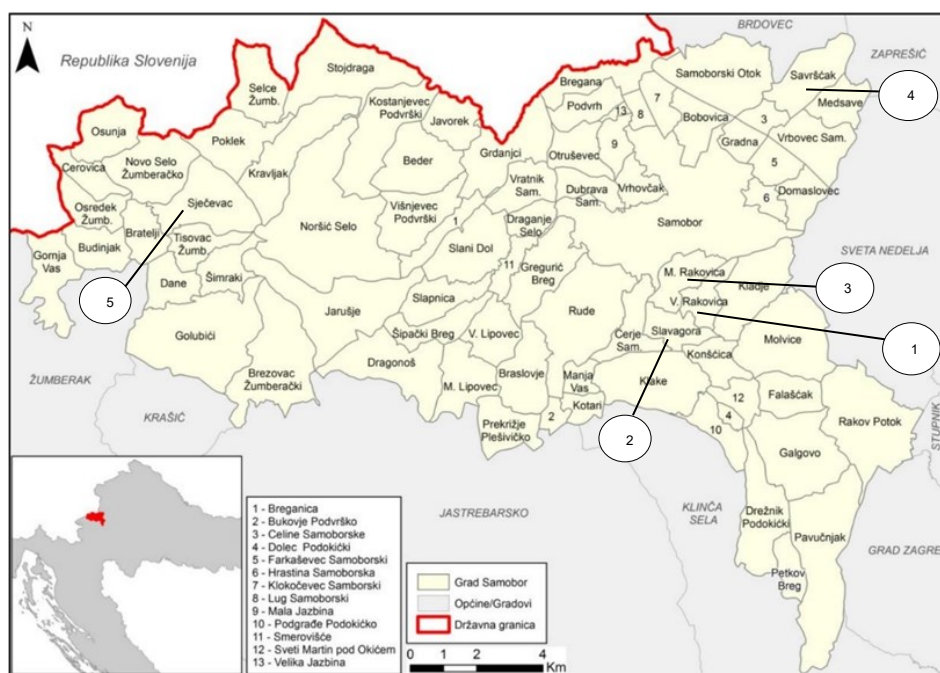 N
Republika Slovenija
BRDOVEC
ZAPREŠIĆ
Stojdraga
Selce
Žumb.
Bregana
Samoborski Otok
Savršćak
4
Podvrh
Medsave
Kostanjevec
Podvrški
Javorek
13
8
7
Bobovica
3
Osunja
Poklek
Grdanjci
Otruševec
9
Gradna
Vrbovec Sam.
Cerovica
Novo Selo
Žumberačko
Kravljak
Beder
Vratnik
Sam.
Dubrava
Sam.
Vrhovčak
5
6
Domaslovec
Osredek
Žumb.
Sječevac
Višnjevec
Podvrški
1
Draganje
Selo
Samobor
Noršić Selo
Bratelji
Budinjak
Tisovac
Žumb.
Slani Dol
SVETA NEDELJA
Gornja
Vas
11
Gregurić
Breg
M. Rakovica
Kladje
3
5
Dane
Šimraki
Slapnica
V. Rakovica
Jarušje
Rude
Golubići
Šipački Breg
V. Lipovec
Cerje
Sam.
Slavagora
Molvice
1
Dragonoš
Konšćica
ŽUMBERAK
Brezovac
Žumberački
M. Lipovec
Braslovje
Manja
Vas
Klake
12
Falašćak
KRAŠIĆ
Kotari
2
4
10
Rakov Potok
STUPNIK
Prekrižje
Plešivičko
2
Galgovo
JASTREBARSKO
KLINČA
SELA
Drežnik
Podokićki
Pavučnjak
GRAD ZAGREB
Petkov
Breg
1 - Breganica
2 - Bukovje Podvrško
3 - Celine Samoborske
4 - Dolec Podokićki
5 - Farkaševec Samoborski
6 - Hrastina Samoborska
7 - Klokočevec Samborski
8 - Lug Samoborski
9 - Mala Jazbina
10 - Podgrađe Podokićko
11 - Smerovišće
12 - Sveti Martin pod Okićem
13 - Velika Jazbina
Grad Samobor
Općine/Gradovi
Državna granica
0 1 2 4
Km